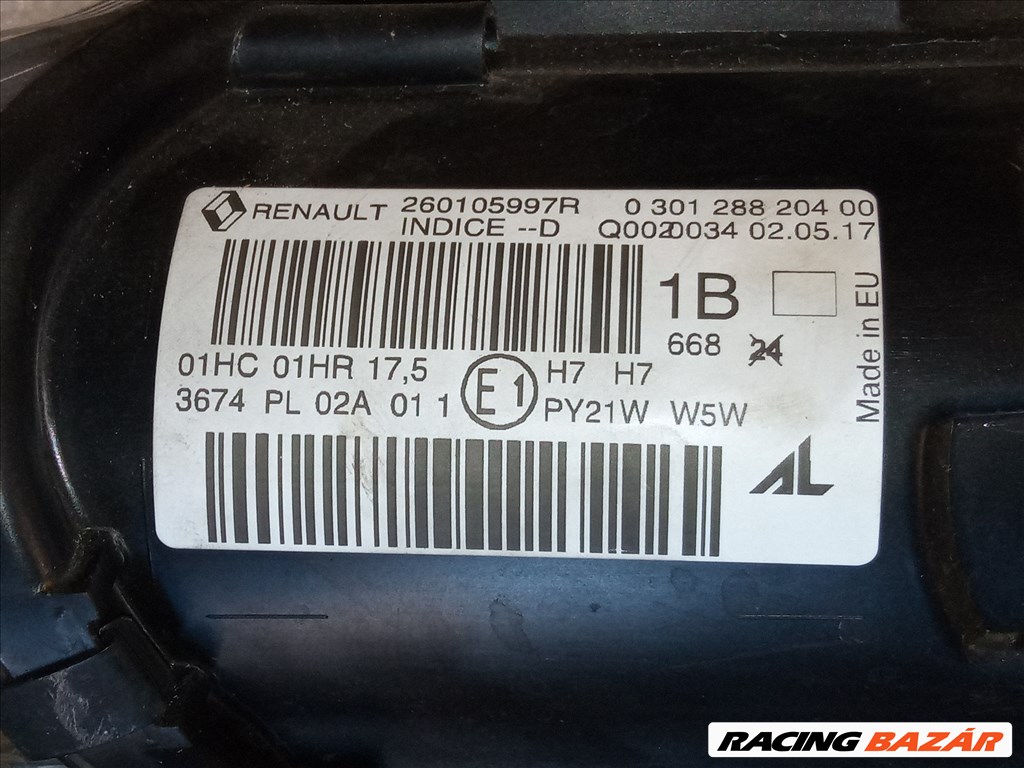 RENAULT 260105997R 0 301 288 204 00
INDICE --D Q0020034 02.05.17
1B
668 24
01HC 01HR 17,5 E1 H7 H7
3674 PL 02A 01 1 PY21W W5W
AL
Made in EU
RACING BAZÁR